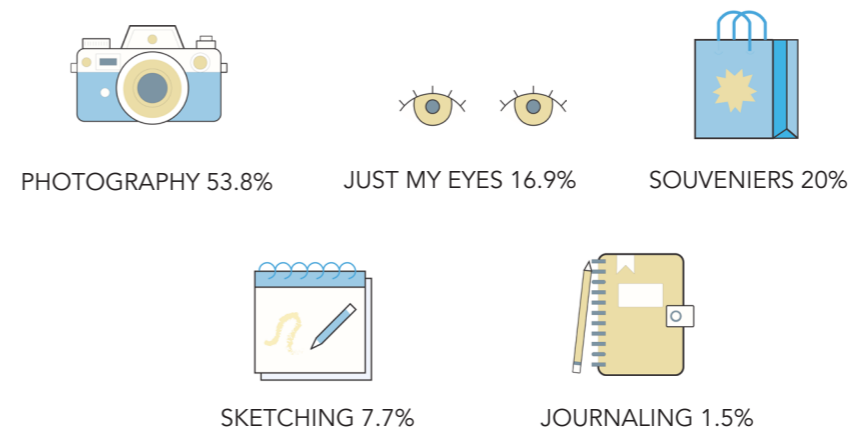 PHOTOGRAPHY 53.8%
JUST MY EYES 16.9%
SOUVENIERS 20%
SKETCHING 7.7%
JOURNALING 1.5%